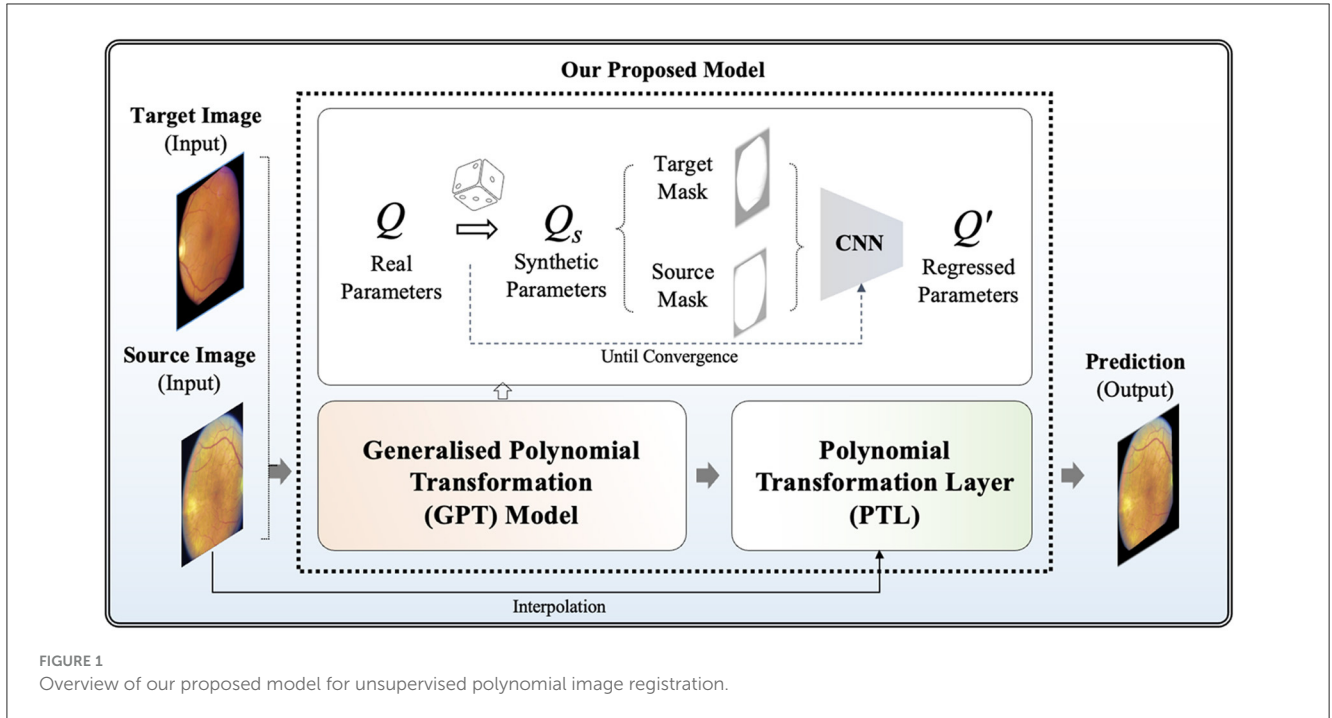 Our Proposed Model
Target Image
(Input)
Source Image
(Input)
Q
Real
Parameters
Qs
Synthetic
Parameters
Target
Mask
Source
Mask
CNN
Q′
Regressed
Parameters
Until Convergence
Generalised Polynomial
Transformation
(GPT) Model
Polynomial
Transformation Layer
(PTL)
Prediction
(Output)
Interpolation
FIGURE 1
Overview of our proposed model for unsupervised polynomial image registration.